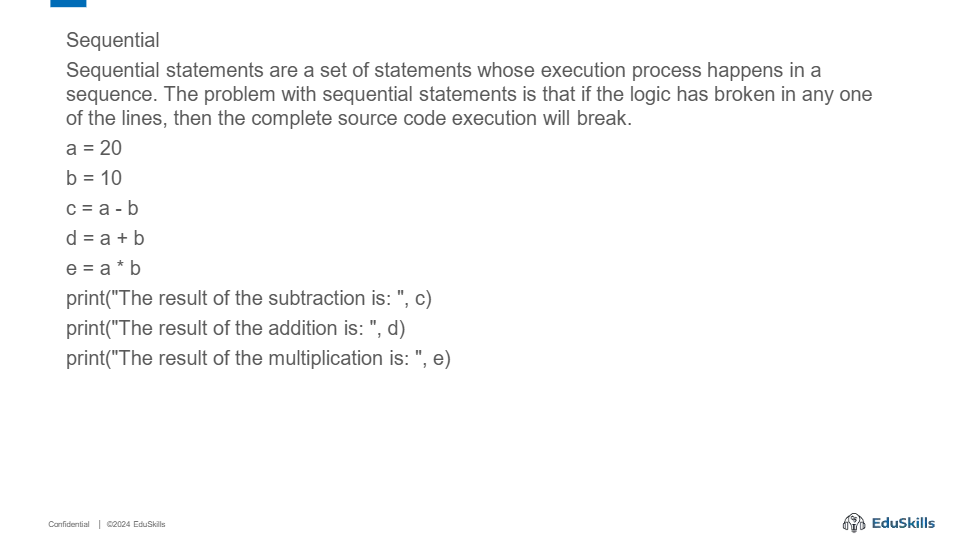 Sequential
Sequential statements are a set of statements whose execution process happens in a
sequence. The problem with sequential statements is that if the logic has broken in any one
of the lines, then the complete source code execution will break.
a = 20
b = 10
c = a - b
d = a + b
e = a * b
print("The result of the subtraction is: ", c)
print("The result of the addition is: ", d)
print("The result of the multiplication is: ", e)
Confidential | ©2024 EduSkills
EduSkills